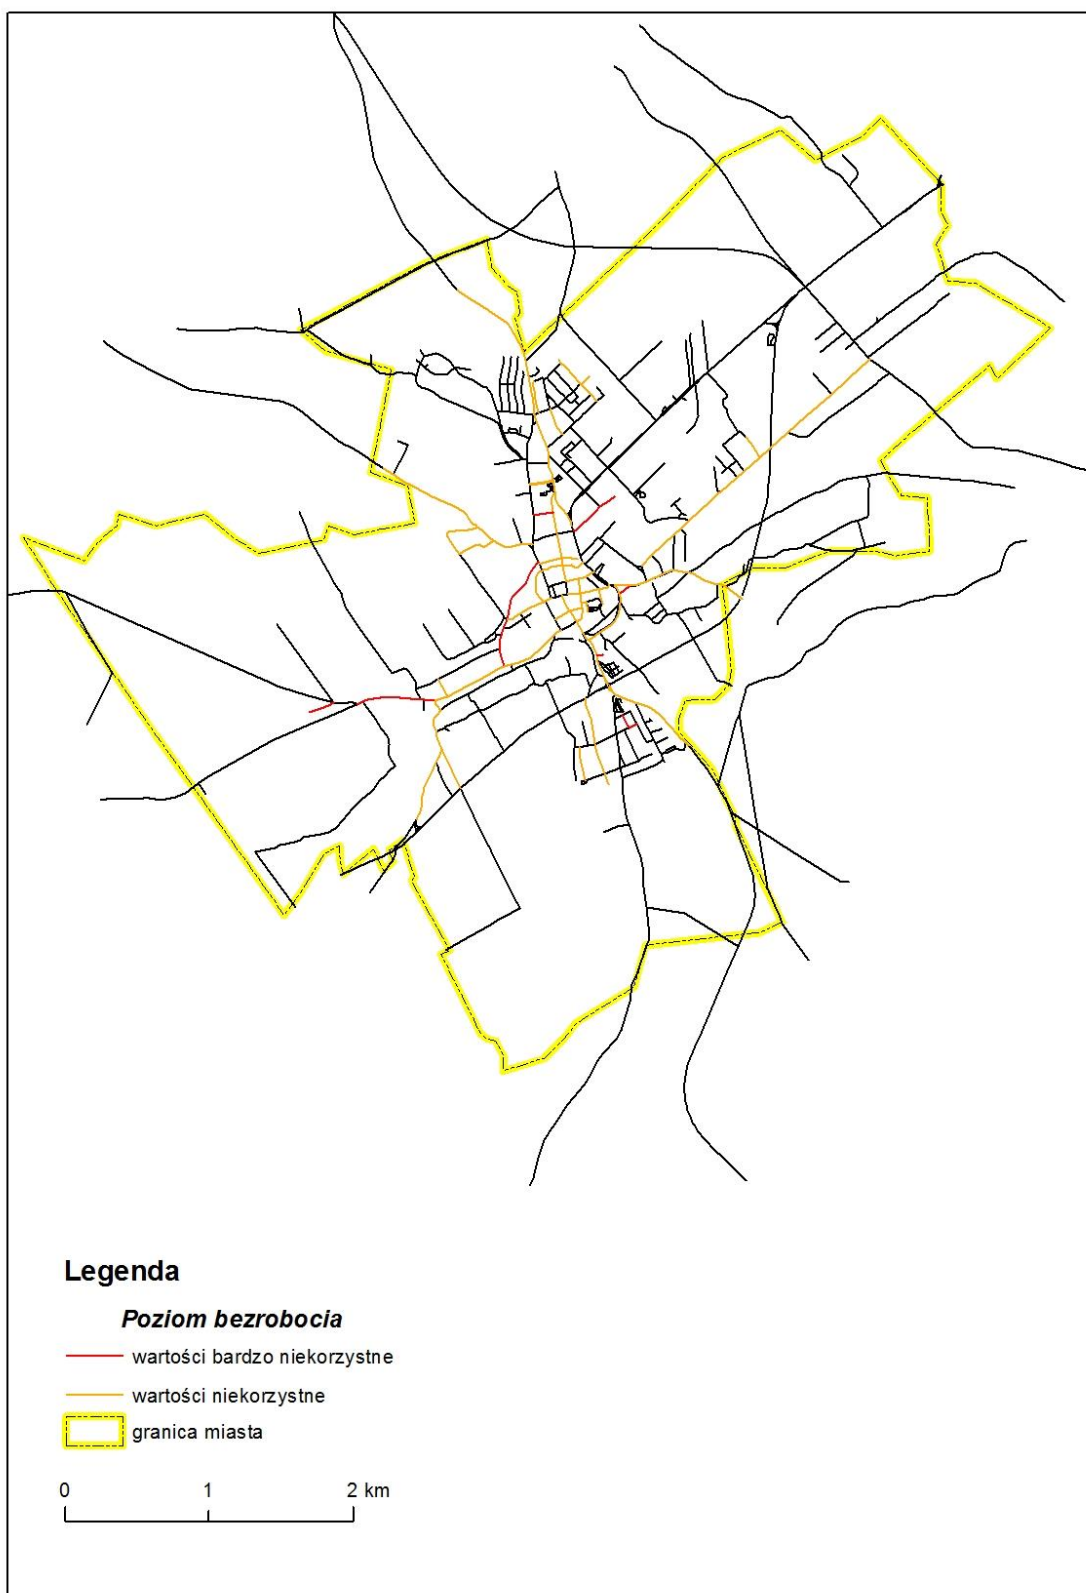 Legenda
Poziom bezrobocia
wartości bardzo niekorzystne
wartości niekorzystne
granica miasta
0 1 2 km